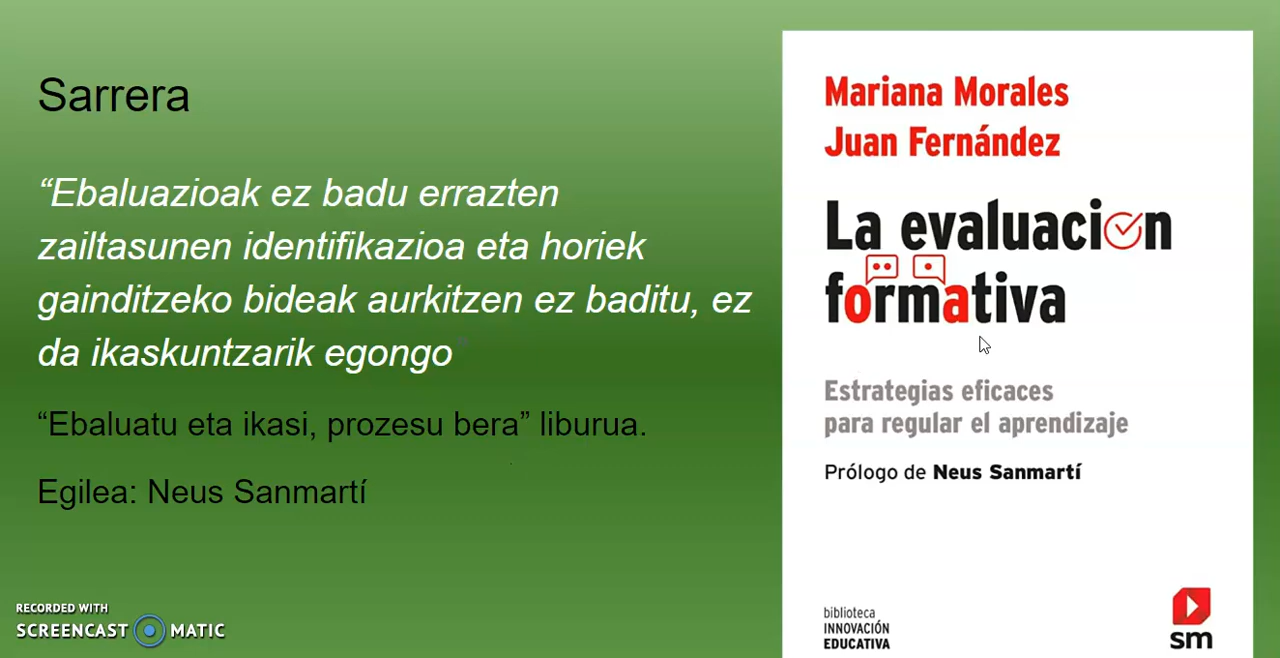 Sarrera
“Ebaluazioak ez badu errazten
zailtasunen identifikazioa eta horiek
gainditzeko bideak aurkitzen ez baditu, ez
da ikaskuntzarik egongo”
“Ebaluatu eta ikasi, prozesu bera” liburua.
Egilea: Neus Sanmartí
RECORDED WITH
SCREENCAST MATIC
Mariana Morales
Juan Fernández
La evaluación
formativa
Estrategias eficaces
para regular el aprendizaje
Prólogo de Neus Sanmartí
biblioteca
INNOVACIÓN
EDUCATIVA
sm